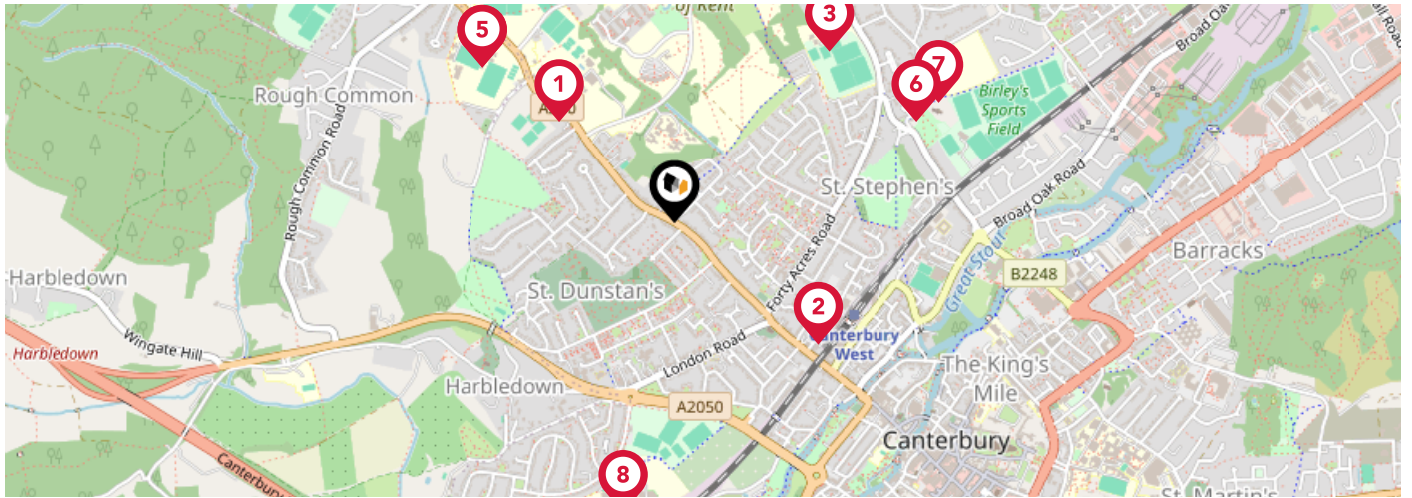 of Kent
3
5
7
1
6
Rough Common
Birley's
Sports
Field
Broad Oak
Rough Common Road
St. Stephen's
Broad Oak Road
Barracks
Harbledown
St. Dunstan's
Forty Acres Road
Great Stour
B2248
2
Canterbury
West
Wingate Hill
Harbledown
London Road
The King's
Mile
Harbledown
A2050
Canterbury
Canterbury
8
St. Martin's